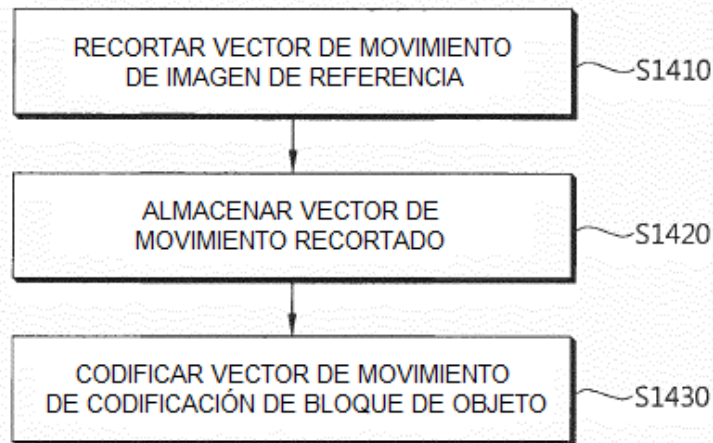 RECORTAR VECTOR DE MOVIMIENTO
DE IMAGEN DE REFERENCIA
S1410
ALMACENAR VECTOR DE
MOVIMIENTO RECORTADO
S1420
CODIFICAR VECTOR DE MOVIMIENTO
DE CODIFICACIÓN DE BLOQUE DE OBJETO
S1430